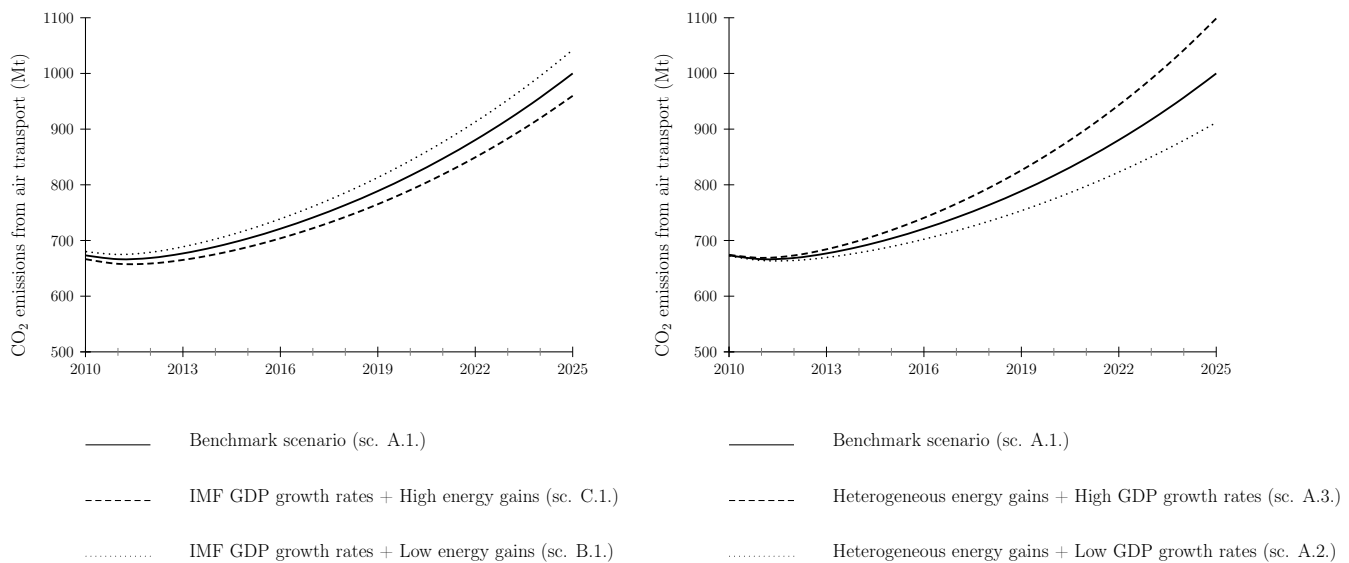 CO2 emissions from air transport (Mt)
1100
1000
900
800
700
600
500
2010 2013 2016 2019 2022 2025
Benchmark scenario (sc. A.1.)
IMF GDP growth rates + High energy gains (sc. C.1.)
IMF GDP growth rates + Low energy gains (sc. B.1.)
CO2 emissions from air transport (Mt)
1100
1000
900
800
700
600
500
2010 2013 2016 2019 2022 2025
Benchmark scenario (sc. A.1.)
Heterogeneous energy gains + High GDP growth rates (sc. A.3.)
Heterogeneous energy gains + Low GDP growth rates (sc. A.2.)